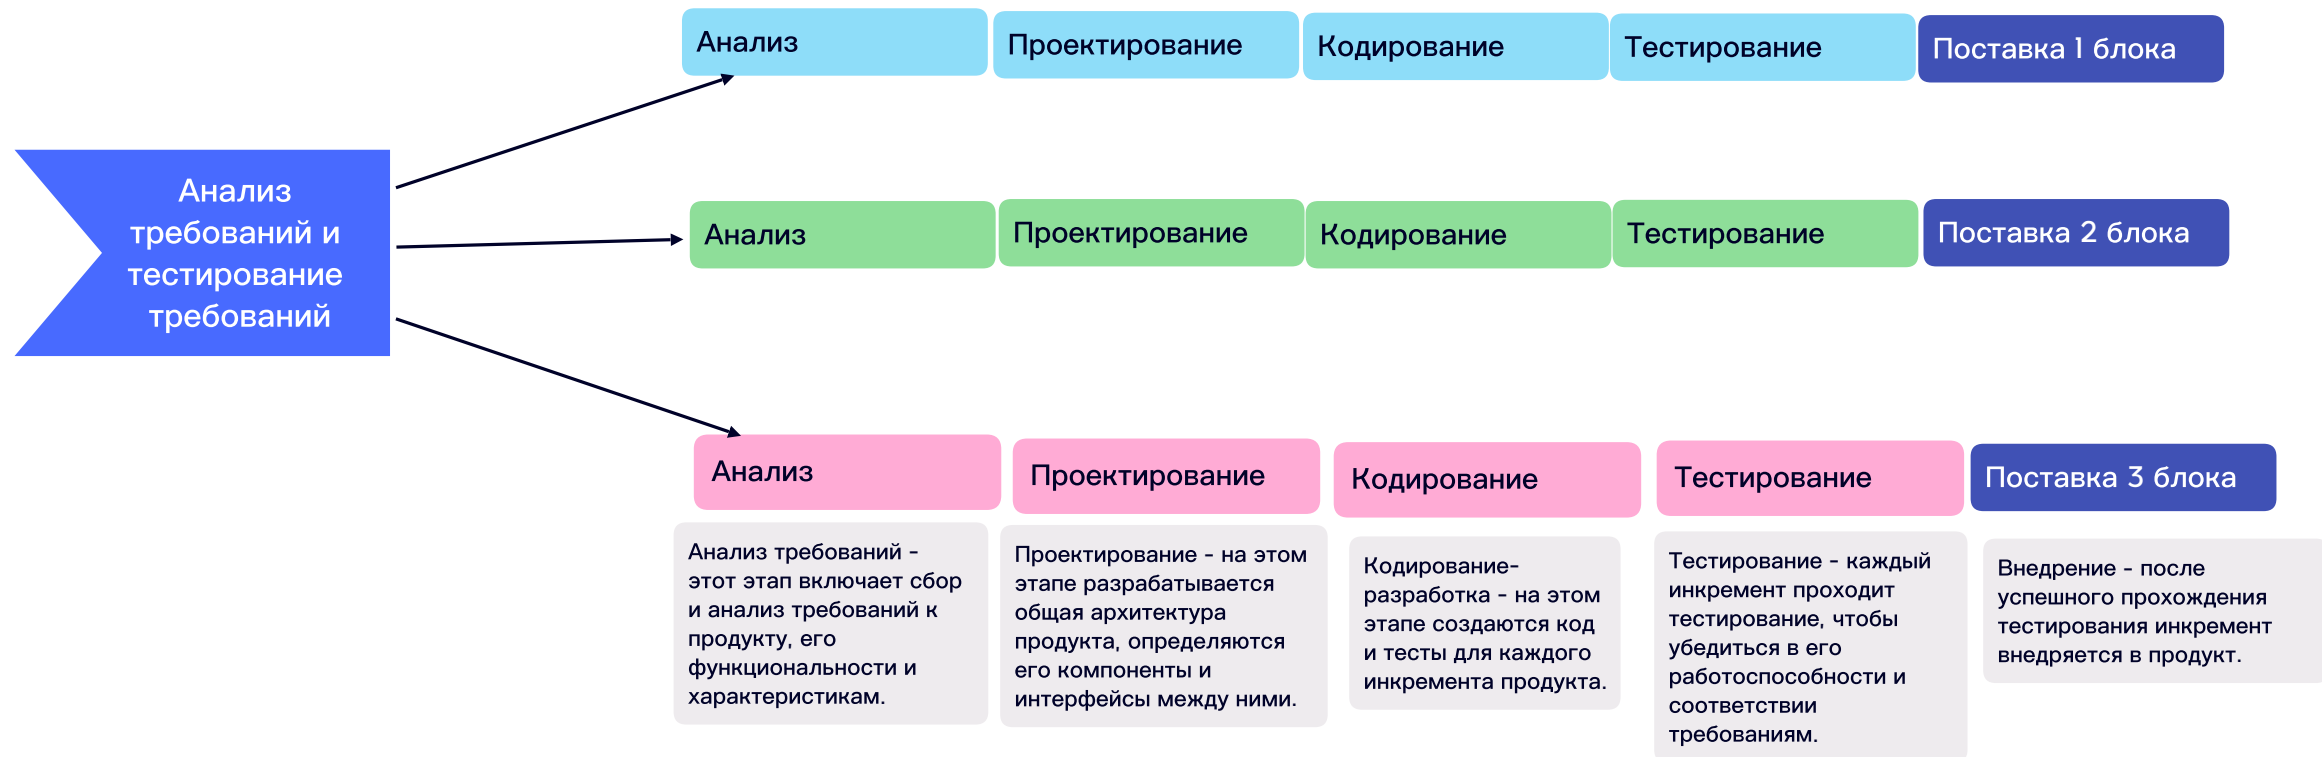 Анализ
Проектирование
Кодирование
Тестирование
Поставка 1 блока
Анализ
требований и
тестирование
требований
Анализ
Проектирование
Кодирование
Тестирование
Поставка 2 блока
Анализ
Проектирование
Кодирование
Тестирование
Поставка 3 блока
Анализ требований -
этот этап включает сбор
и анализ требований к
продукту, его
функциональности и
характеристикам.
Проектирование - на этом
этапе разрабатывается
общая архитектура
продукта, определяются
его компоненты и
интерфейсы между ними.
Кодирование-
разработка - на этом
этапе создаются код
и тесты для каждого
инкремента продукта.
Тестирование - каждый
инкремент проходит
тестирование, чтобы
убедиться в его
работоспособности и
соответствии
требованиям.
Внедрение - после
успешного прохождения
тестирования инкремент
внедряется в продукт.